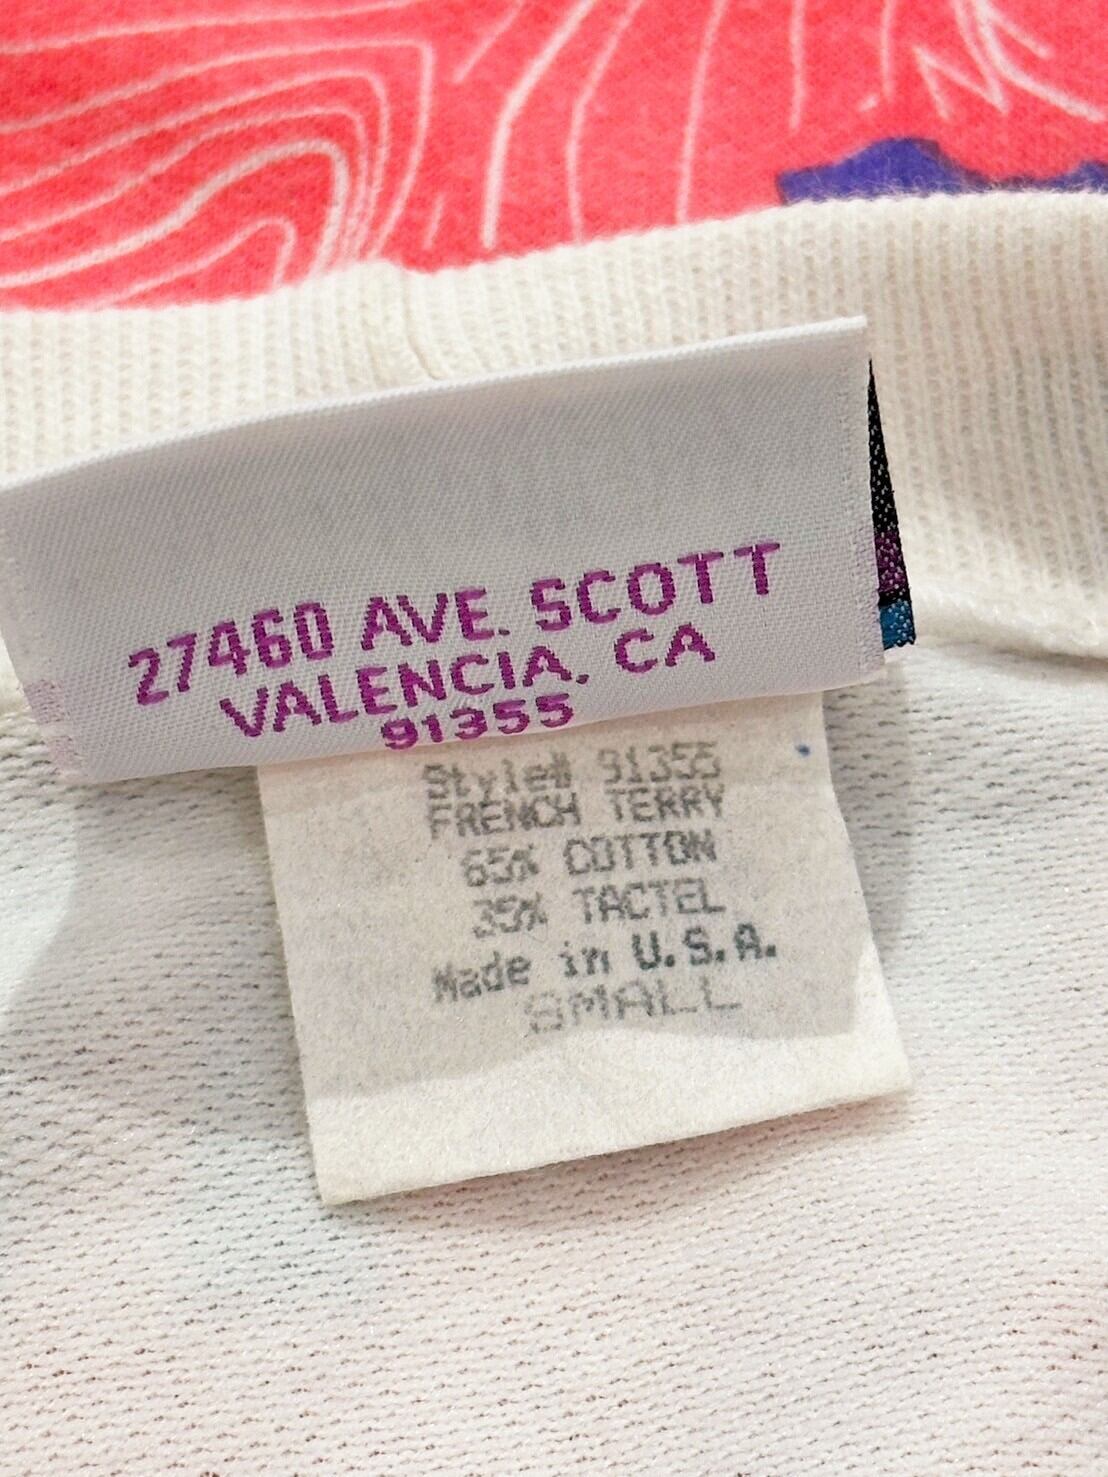 27460 AVE. SCOTT
VALENCIA, CA
91355
Style# 91355
FRENCH TERRY
65% COTTON
35% TACTEL
Made in U.S.A.
SMALL